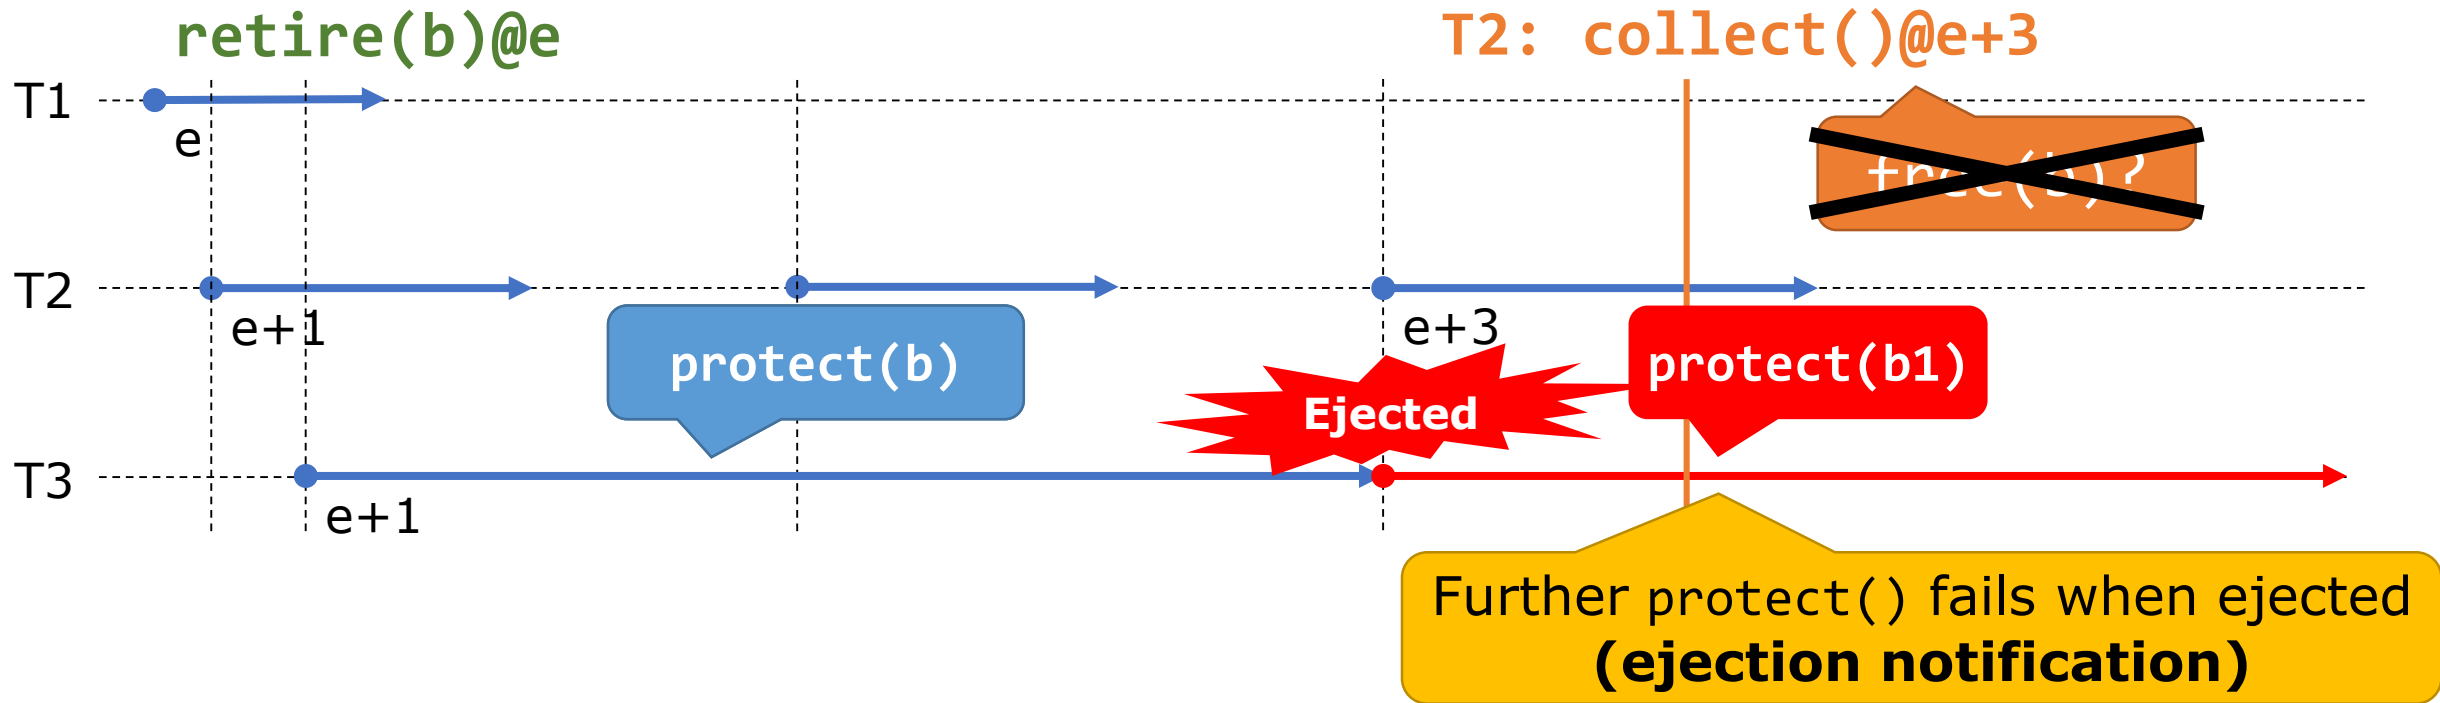 retire(b)@e
T2: collect()@e+3
T1
e
free(b)?
T2
e+1
e+3
protect(b)
protect(b1)
Ejected
T3
e+1
Further protect() fails when ejected
(ejection notification)